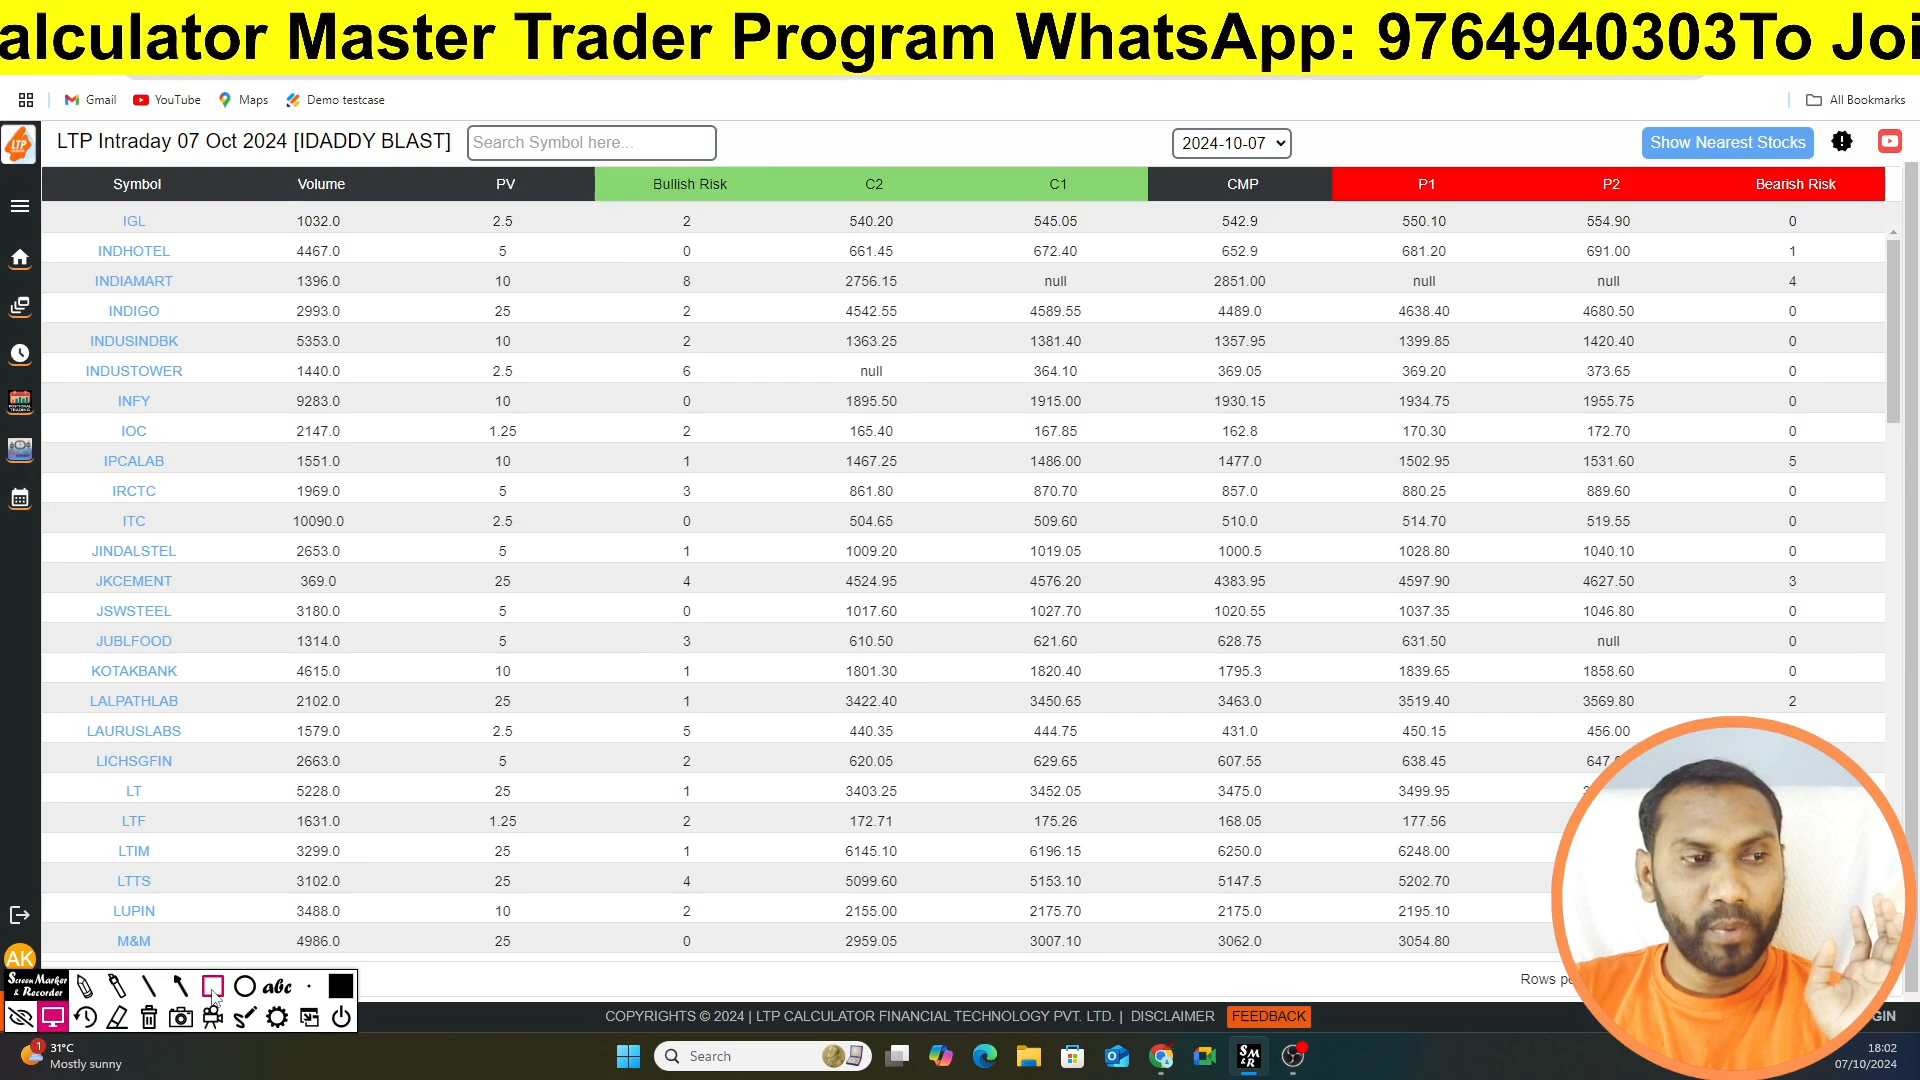 alculator Master Trader Program WhatsApp: 9764940303To Joi
Gmail YouTube Maps Demo testcase All Bookmarks
LTP Intraday 07 Oct 2024 [IDADDY BLAST] Search Symbol here... 2024-10-07 Show Nearest Stocks
Symbol Volume PV Bullish Risk C2 C1 CMP P1 P2 Bearish Risk
IGL 1032.0 2.5 2 540.20 545.05 542.9 550.10 554.90 0
INDHOTEL 4467.0 5 0 661.45 672.40 652.9 681.20 691.00 1
INDIAMART 1396.0 10 8 2756.15 null 2851.00 null null 4
INDIGO 2993.0 25 2 4542.55 4589.55 4489.0 4638.40 4680.50 0
INDUSINDBK 5353.0 10 2 1363.25 1381.40 1357.95 1399.85 1420.40 0
INDUSTOWER 1440.0 2.5 6 null 364.10 369.05 369.20 373.65 0
INFY 9283.0 10 0 1895.50 1915.00 1930.15 1934.75 1955.75 0
IOC 2147.0 1.25 2 165.40 167.85 162.8 170.30 172.70 0
IPCALAB 1551.0 10 1 1467.25 1486.00 1477.0 1502.95 1531.60 5
IRCTC 1969.0 5 3 861.80 870.70 857.0 880.25 889.60 0
ITC 10090.0 2.5 0 504.65 509.60 510.0 514.70 519.55 0
JINDALSTEL 2653.0 5 1 1009.20 1019.05 1000.5 1028.80 1040.10 0
JKCEMENT 369.0 25 4 4524.95 4576.20 4383.95 4597.90 4627.50 3
JSWSTEEL 3180.0 5 0 1017.60 1027.70 1020.55 1037.35 1046.80 0
JUBLFOOD 1314.0 5 3 610.50 621.60 628.75 631.50 null 0
KOTAKBANK 4615.0 10 1 1801.30 1820.40 1795.3 1839.65 1858.60 0
LALPATHLAB 2102.0 25 1 3422.40 3450.65 3463.0 3519.40 3569.80 2
LAURUSLABS 1579.0 2.5 5 440.35 444.75 431.0 450.15 456.00
LICHSGFIN 2663.0 5 2 620.05 629.65 607.55 638.45 647
LT 5228.0 25 1 3403.25 3452.05 3475.0 3499.95
LTF 1631.0 1.25 2 172.71 175.26 168.05 177.56
LTIM 3299.0 25 1 6145.10 6196.15 6250.0 6248.00
LTTS 3102.0 25 4 5099.60 5153.10 5147.5 5202.70
LUPIN 3488.0 10 2 2155.00 2175.70 2175.0 2195.10
M&M 4986.0 25 0 2959.05 3007.10 3062.0 3054.80
AK
Rows pe
Screen Marker & Recorder abc
COPYRIGHTS © 2024 | LTP CALCULATOR FINANCIAL TECHNOLOGY PVT. LTD. | DISCLAIMER FEEDBACK GIN
1 31°C
Mostly sunny
Search
18:02
07/10/2024